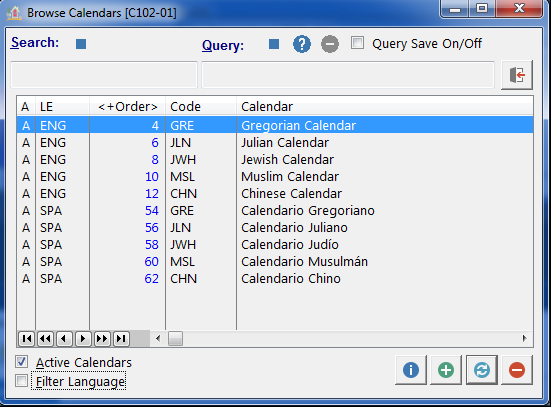 Browse Calendars [C102-01]
Search: Query: ? Query Save On/Off
A LE <+Order> Code Calendar
A ENG 4 GRE Gregorian Calendar
A ENG 6 JLN Julian Calendar
A ENG 8 JWH Jewish Calendar
A ENG 10 MSL Muslim Calendar
A ENG 12 CHN Chinese Calendar
A SPA 54 GRE Calendario Gregoriano
A SPA 56 JLN Calendario Juliano
A SPA 58 JWH Calendario Judío
A SPA 60 MSL Calendario Musulmán
A SPA 62 CHN Calendario Chino
Active Calendars
Filter Language